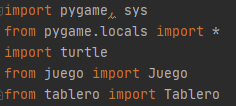 import pygame, sys
from pygame.locals import *
import turtle
from juego import Juego
from tablero import Tablero